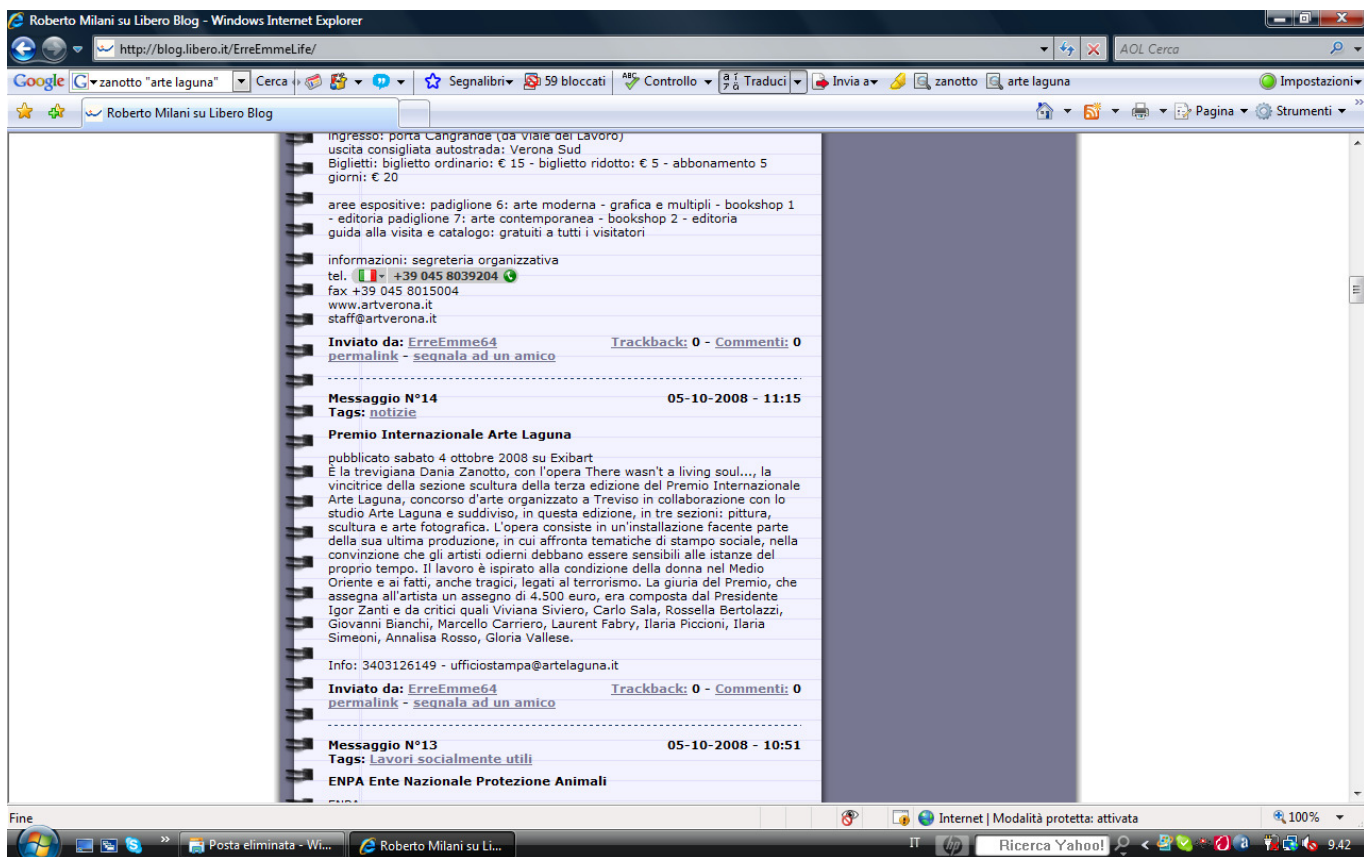 Roberto Milani su Libero Blog - Windows Internet Explorer
http://blog.libero.it/ErreEmmeLife/
AOL Cerca
Google
zanotto "arte laguna"
Cerca
Segnalibri
59 bloccati
Controllo
Traduci
Invia a
zanotto
arte laguna
Impostazioni
Roberto Milani su Libero Blog
Pagina
Strumenti
ingresso: porta Cangrande (da Viale del Lavoro)
uscita consigliata autostrada: Verona Sud
Biglietti: biglietto ordinario: € 15 - biglietto ridotto: € 5 - abbonamento 5
giorni: € 20
aree espositive: padiglione 6: arte moderna - grafica e multipli - bookshop 1
- editoria padiglione 7: arte contemporanea - bookshop 2 - editoria
guida alla visita e catalogo: gratuiti a tutti i visitatori
informazioni: segreteria organizzativa
tel. +39 045 8039204
fax +39 045 8015004
www.artverona.it
staff@artverona.it
Inviato da: ErreEmme64 Trackback: 0 - Commenti: 0
permalink - segnala ad un amico
Messaggio N°14 05-10-2008 - 11:15
Tags: notizie
Premio Internazionale Arte Laguna
pubblicato sabato 4 ottobre 2008 su Exibart
È la trevigiana Dania Zanotto, con l'opera There wasn't a living soul..., la
vincitrice della sezione scultura della terza edizione del Premio Internazionale
Arte Laguna, concorso d'arte organizzato a Treviso in collaborazione con lo
studio Arte Laguna e suddiviso, in questa edizione, in tre sezioni: pittura,
scultura e arte fotografica. L'opera consiste in un'installazione facente parte
della sua ultima produzione, in cui affronta tematiche di stampo sociale, nella
convinzione che gli artisti odierni debbano essere sensibili alle istanze del
proprio tempo. Il lavoro è ispirato alla condizione della donna nel Medio
Oriente e ai fatti, anche tragici, legati al terrorismo. La giuria del Premio, che
assegna all'artista un assegno di 4.500 euro, era composta dal Presidente
Igor Zanti e da critici quali Viviana Siviero, Carlo Sala, Rossella Bertolazzi,
Giovanni Bianchi, Marcello Carriero, Laurent Fabry, Ilaria Piccioni, Ilaria
Simeoni, Annalisa Rosso, Gloria Vallese.
Info: 3403126149 - ufficiostampa@artelaguna.it
Inviato da: ErreEmme64 Trackback: 0 - Commenti: 0
permalink - segnala ad un amico
Messaggio N°13 05-10-2008 - 10:51
Tags: Lavori socialmente utili
ENPA Ente Nazionale Protezione Animali
Fine
Internet | Modalità protetta: attivata
100%
Posta eliminata - Wi...
Roberto Milani su Li...
IT
hp
Ricerca Yahoo!
9.42